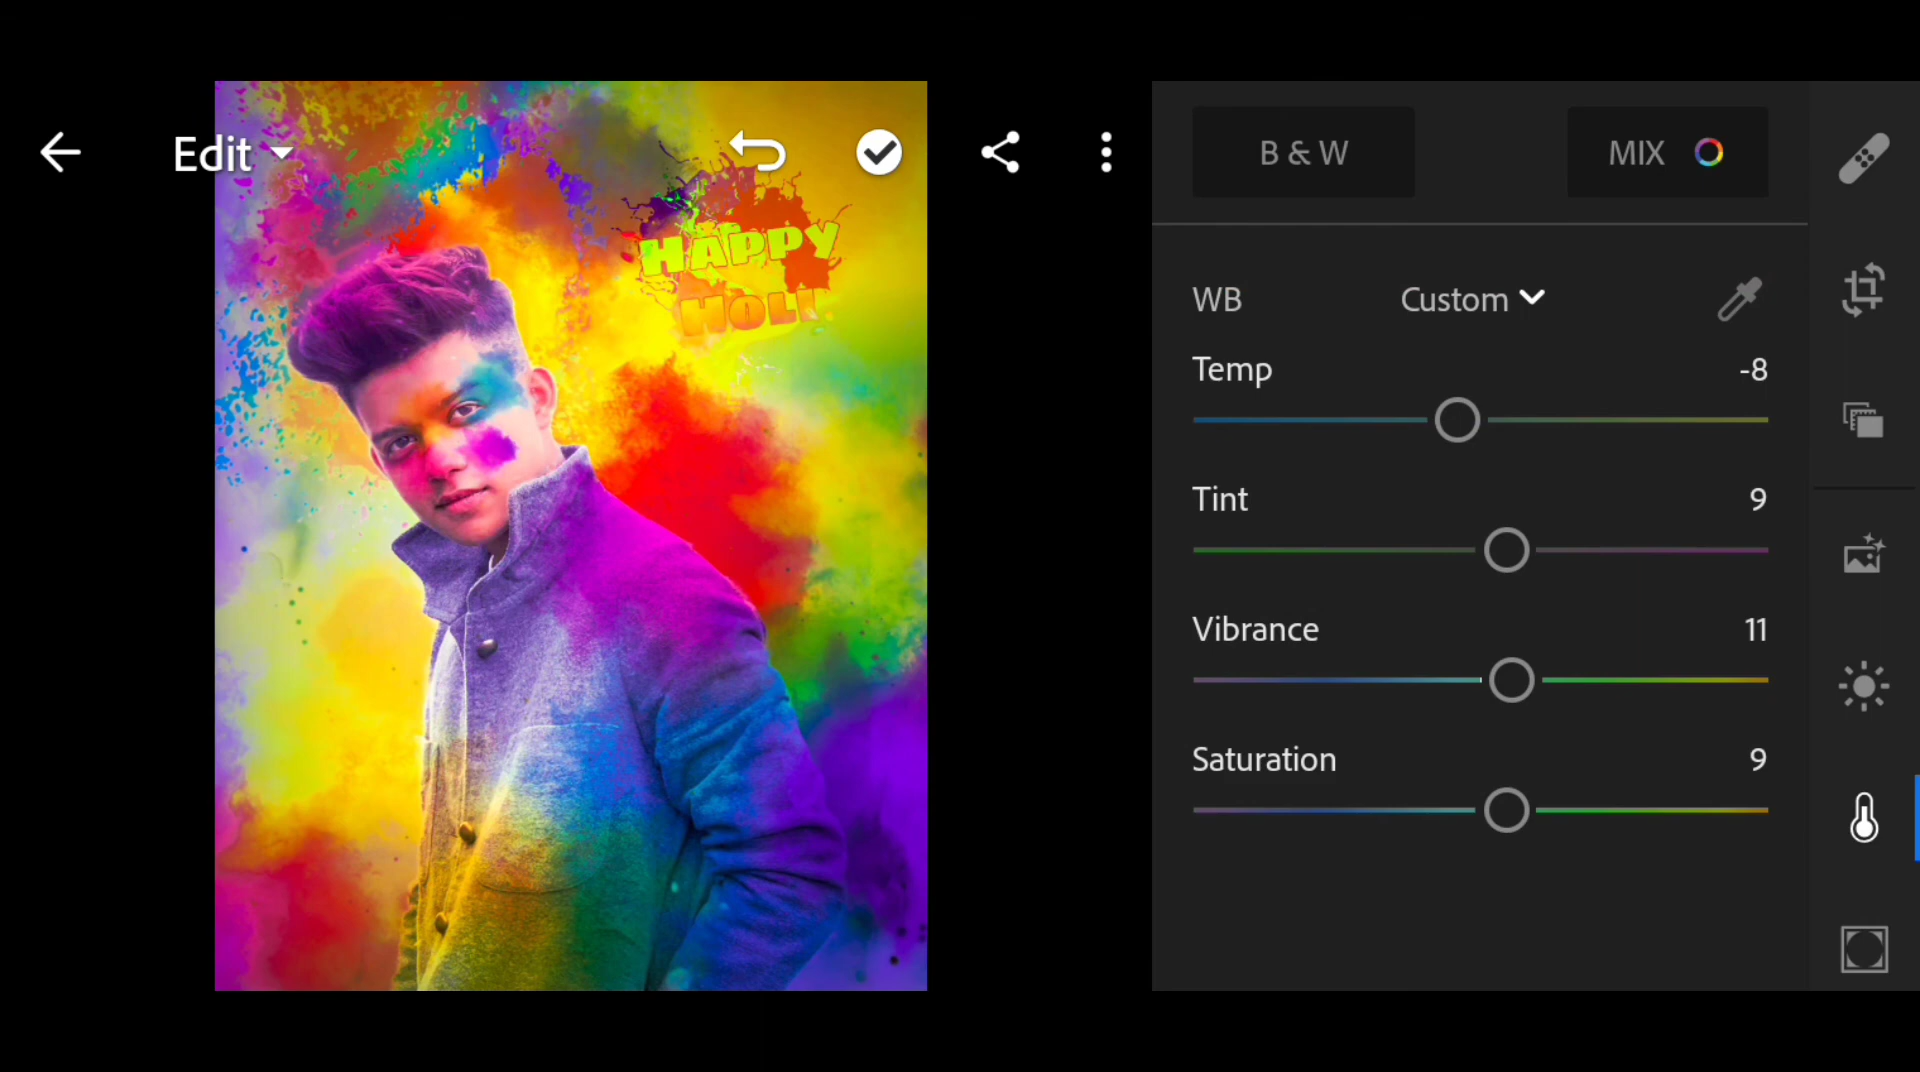 Edit
HAPPY
HOLI
B & W
MIX
WB
Custom
Temp
-8
Tint
9
Vibrance
11
Saturation
9